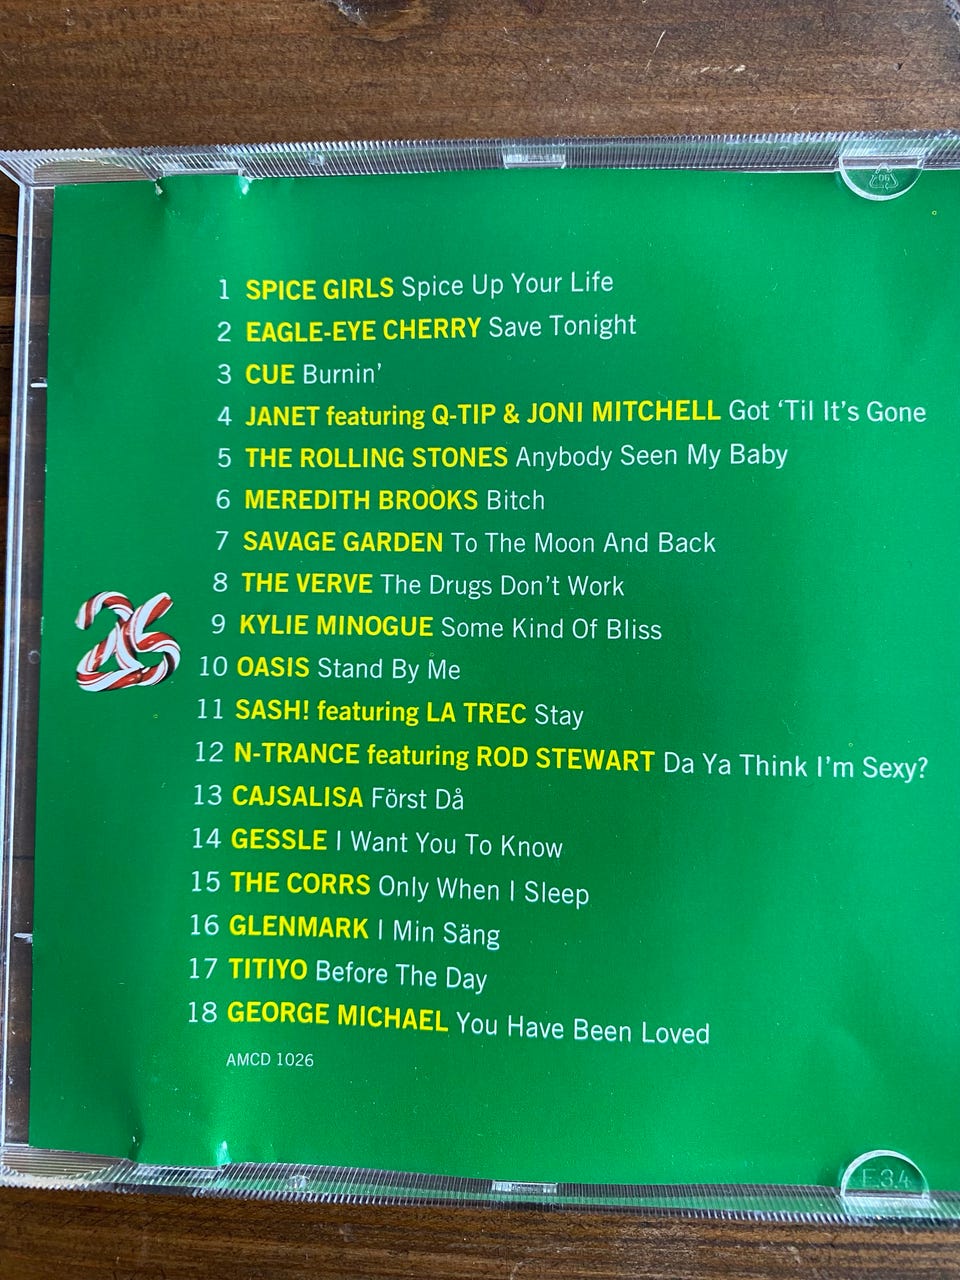 06
1 SPICE GIRLS Spice Up Your Life
2 EAGLE-EYE CHERRY Save Tonight
3 CUE Burnin’
4 JANET featuring Q-TIP & JONI MITCHELL Got ‘Til It’s Gone
5 THE ROLLING STONES Anybody Seen My Baby
6 MEREDITH BROOKS Bitch
7 SAVAGE GARDEN To The Moon And Back
8 THE VERVE The Drugs Don’t Work
26
9 KYLIE MINOGUE Some Kind Of Bliss
10 OASIS Stand By Me
11 SASH! featuring LA TREC Stay
12 N-TRANCE featuring ROD STEWART Da Ya Think I’m Sexy?
13 CAJSALISA Först Då
14 GESSLE I Want You To Know
15 THE CORRS Only When I Sleep
16 GLENMARK I Min Säng
17 TITIYO Before The Day
18 GEORGE MICHAEL You Have Been Loved
AMCD 1026
E34